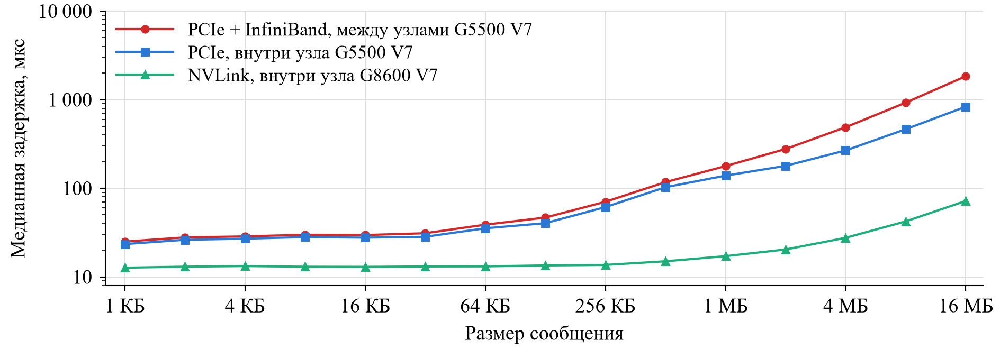 Медианная задержка, мкс
10 000
1 000
100
10
PCIe + InfiniBand, между узлами G5500 V7
PCIe, внутри узла G5500 V7
NVLink, внутри узла G8600 V7
1 КБ 4 КБ 16 КБ 64 КБ 256 КБ 1 МБ 4 МБ 16 МБ
Размер сообщения